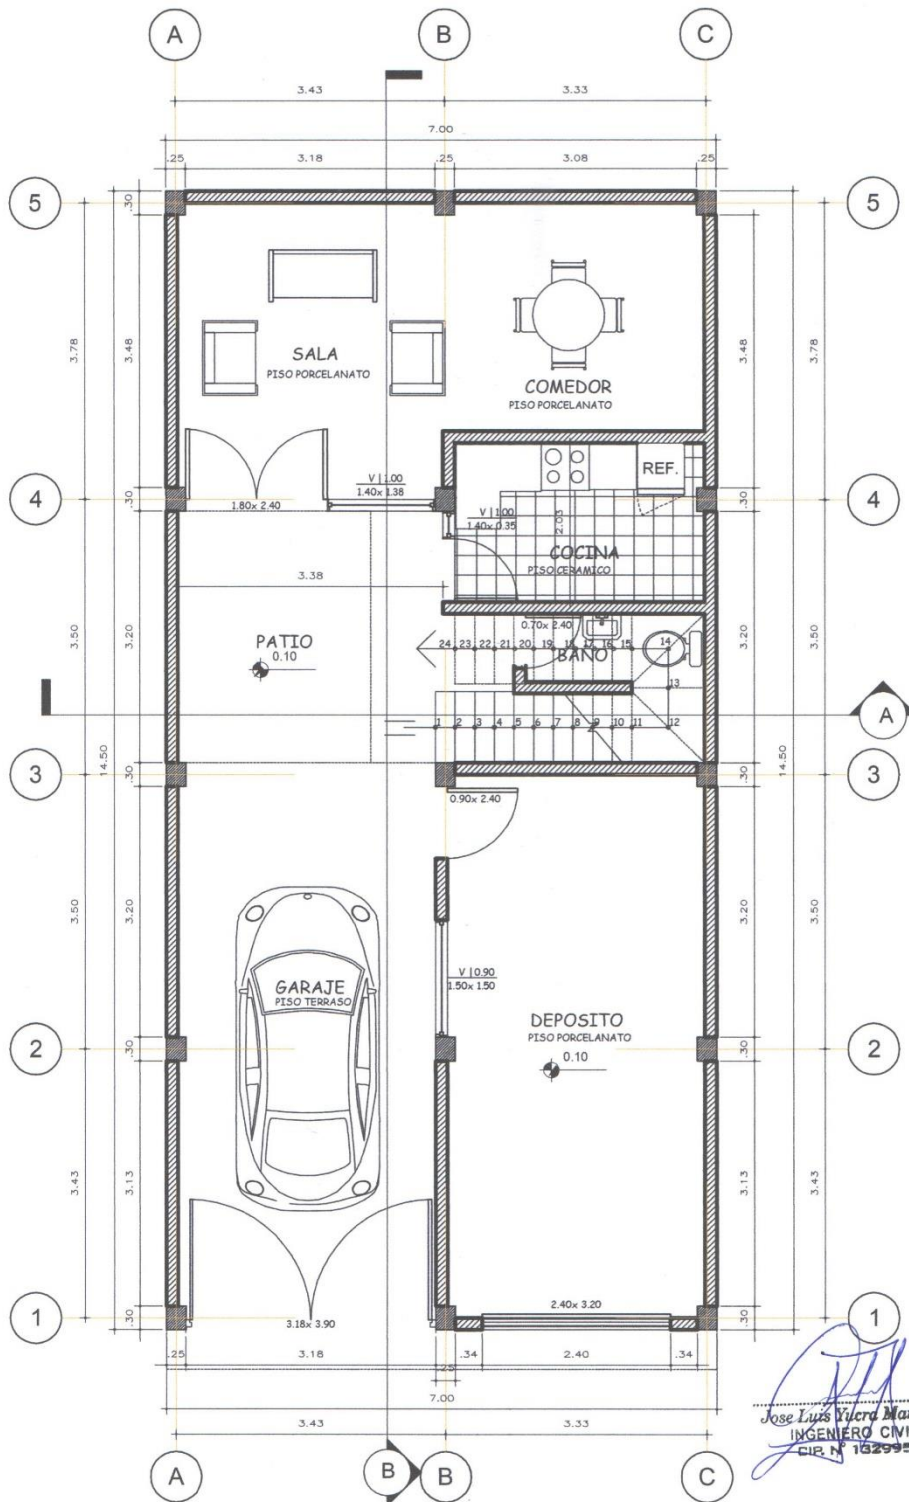 A B C
3.43 3.33
7.00
.25 3.18 .25 3.08 .25
5 5
.30
3.78 3.48 3.48 3.78
SALA
PISO PORCELANATO
COMEDOR
PISO PORCELANATO
REF.
V | 1.00
1.40x 1.38
4 4
.30 .30
1.80x 2.40
V | 1.00
1.40x 0.35
2.03
COCINA
PISO CERAMICO
3.38
3.50 3.20 3.20 3.50
0.70x 2.40
PATIO
0.10
24 23 22 21 20 19 18 17 16 15 14
BAÑO
13
A
1 2 3 4 5 6 7 8 9 10 11 12
14.50 14.50
3 3
.30 .30
0.90x 2.40
3.50 3.20 3.20 3.50
V | 0.90
1.50x 1.50
GARAJE
PISO TERRASO
DEPOSITO
PISO PORCELANATO
0.10
2 2
.30 .30
3.43 3.13 3.13 3.43
2.40x 3.20
1 1
.30 .30
3.18x 3.90
.25 3.18 .25 .34 2.40 .34
7.00
3.43 3.33
Jose Luis Yucra
INGENIERO CIVI
CIP. N° 132995
A B B C